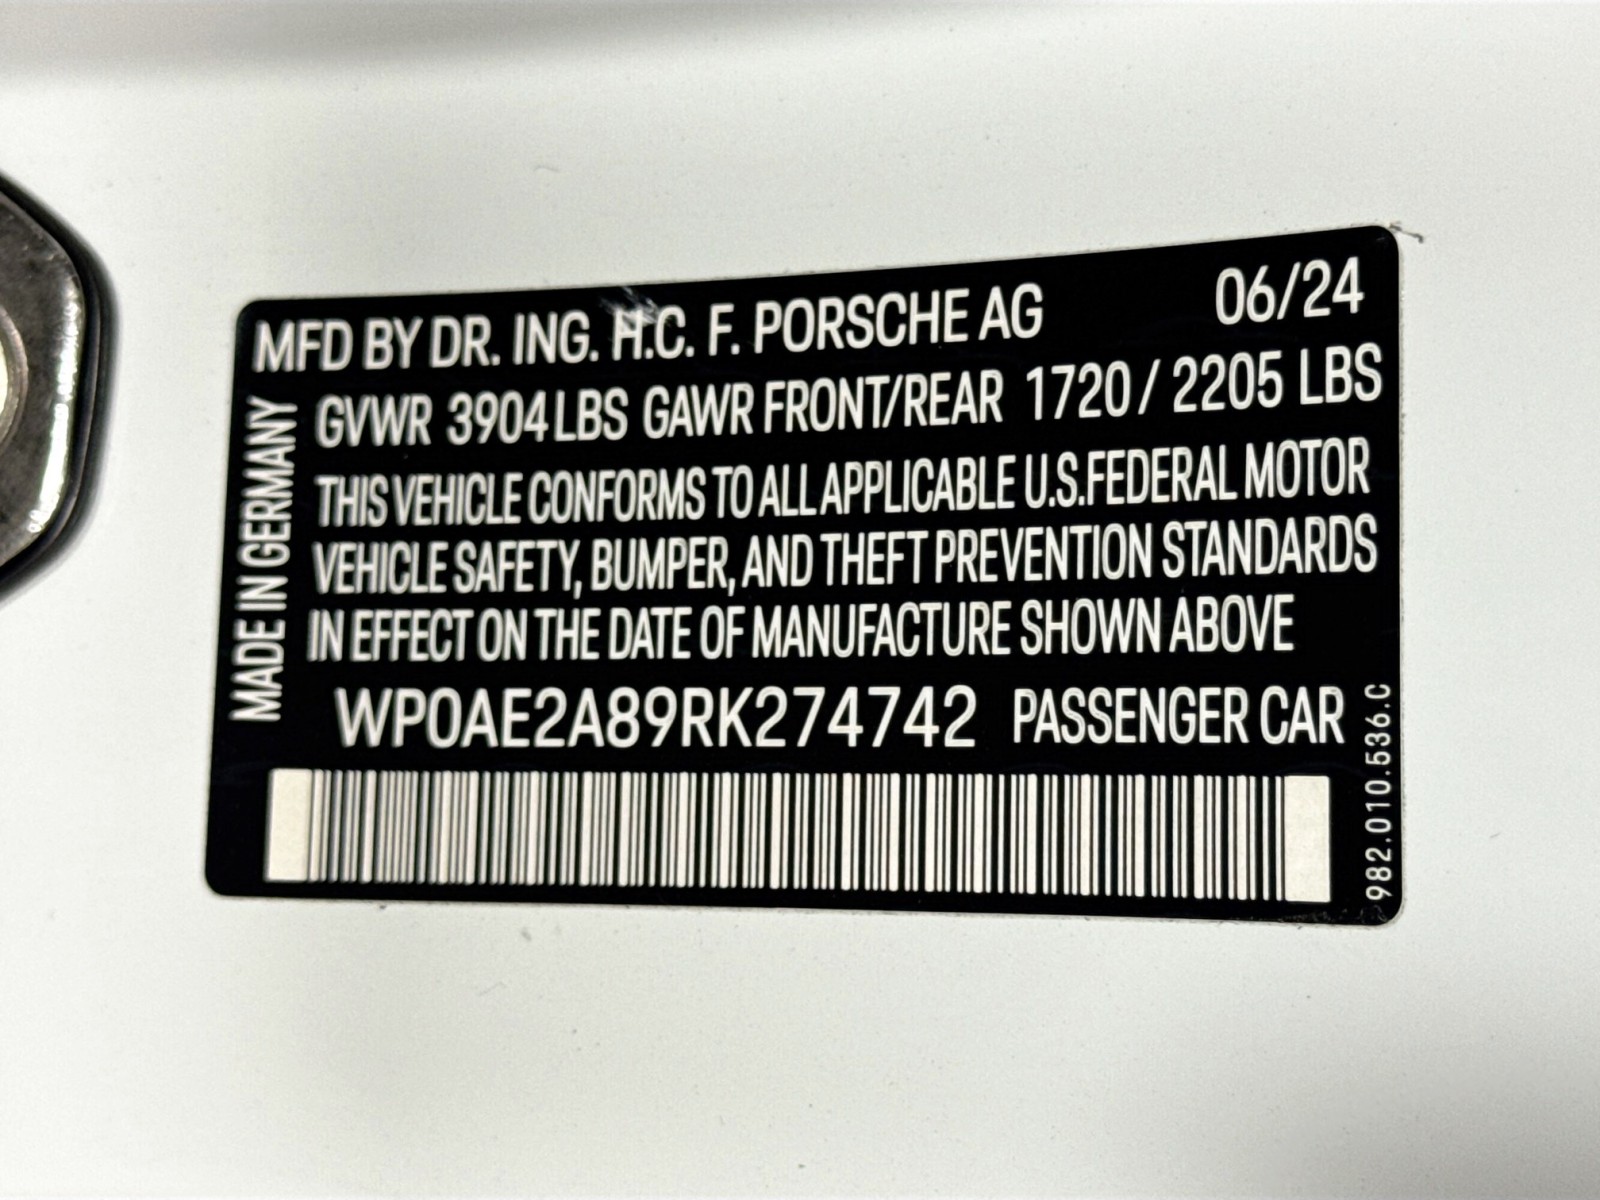 MFD BY DR. ING. H.C. F. PORSCHE AG 06/24
GVWR 3904 LBS GAWR FRONT/REAR 1720 / 2205 LBS
THIS VEHICLE CONFORMS TO ALL APPLICABLE U.S.FEDERAL MOTOR
VEHICLE SAFETY, BUMPER, AND THEFT PREVENTION STANDARDS
IN EFFECT ON THE DATE OF MANUFACTURE SHOWN ABOVE
WP0AE2A89RK274742 PASSENGER CAR
MADE IN GERMANY
982.010.536.C